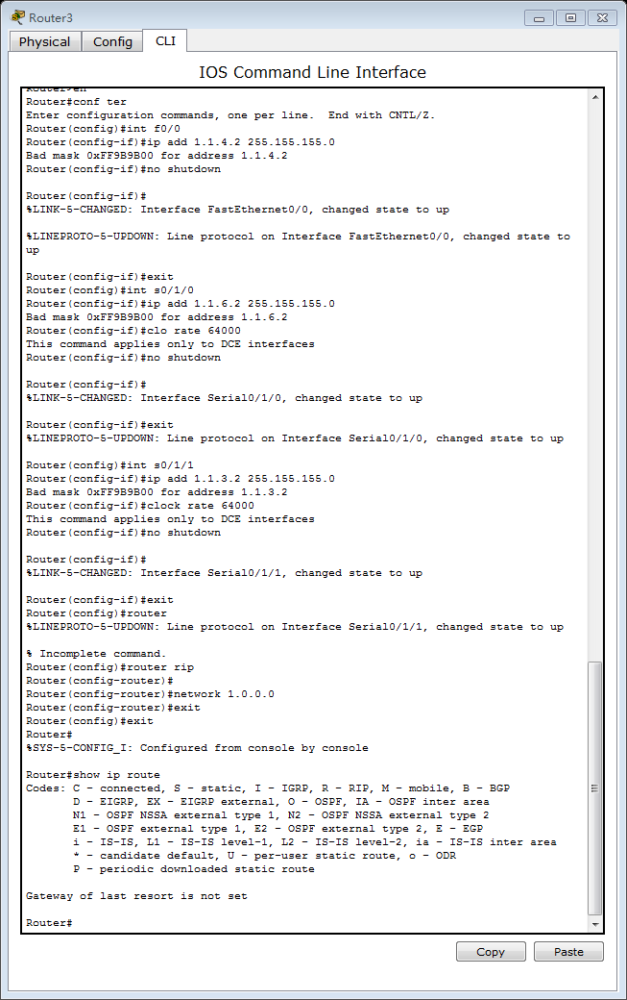 Router3
Physical
Config
CLI
IOS Command Line Interface
Router>en
Router#conf ter
Enter configuration commands, one per line.  End with CNTL/Z.
Router(config)#int f0/0
Router(config-if)#ip add 1.1.4.2 255.155.155.0
Bad mask 0xFF9B9B00 for address 1.1.4.2
Router(config-if)#no shutdown
Router(config-if)#
%LINK-5-CHANGED: Interface FastEthernet0/0, changed state to up
%LINEPROTO-5-UPDOWN: Line protocol on Interface FastEthernet0/0, changed state to
up
Router(config-if)#exit
Router(config)#int s0/1/0
Router(config-if)#ip add 1.1.6.2 255.155.155.0
Bad mask 0xFF9B9B00 for address 1.1.6.2
Router(config-if)#clo rate 64000
This command applies only to DCE interfaces
Router(config-if)#no shutdown
Router(config-if)#
%LINK-5-CHANGED: Interface Serial0/1/0, changed state to up
Router(config-if)#exit
%LINEPROTO-5-UPDOWN: Line protocol on Interface Serial0/1/0, changed state to up
Router(config)#int s0/1/1
Router(config-if)#ip add 1.1.3.2 255.155.155.0
Bad mask 0xFF9B9B00 for address 1.1.3.2
Router(config-if)#clock rate 64000
This command applies only to DCE interfaces
Router(config-if)#no shutdown
Router(config-if)#
%LINK-5-CHANGED: Interface Serial0/1/1, changed state to up
Router(config-if)#exit
Router(config)#router
%LINEPROTO-5-UPDOWN: Line protocol on Interface Serial0/1/1, changed state to up
% Incomplete command.
Router(config)#router rip
Router(config-router)#
Router(config-router)#network 1.0.0.0
Router(config-router)#exit
Router(config)#exit
Router#
%SYS-5-CONFIG_I: Configured from console by console
Router#show ip route
Codes: C - connected, S - static, I - IGRP, R - RIP, M - mobile, B - BGP
D - EIGRP, EX - EIGRP external, O - OSPF, IA - OSPF inter area
N1 - OSPF NSSA external type 1, N2 - OSPF NSSA external type 2
E1 - OSPF external type 1, E2 - OSPF external type 2, E - EGP
i - IS-IS, L1 - IS-IS level-1, L2 - IS-IS level-2, ia - IS-IS inter area
* - candidate default, U - per-user static route, o - ODR
P - periodic downloaded static route
Gateway of last resort is not set
Router#
Copy
Paste